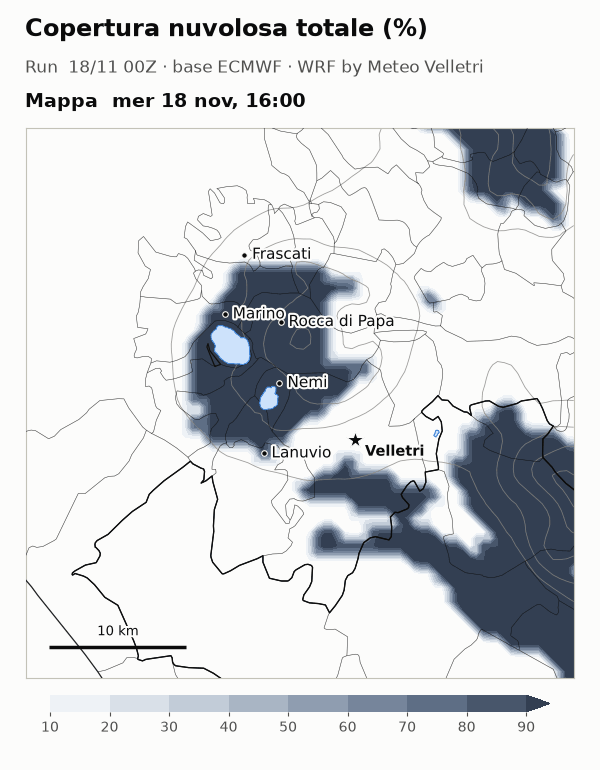 Copertura nuvolosa totale (%)
Run  18/11 00Z · base ECMWF · WRF by Meteo Velletri
Mappa  mer 18 nov, 16:00
Frascati
Marino
Rocca di Papa
Nemi
Velletri
Lanuvio
10 km
10 20 30 40 50 60 70 80 90